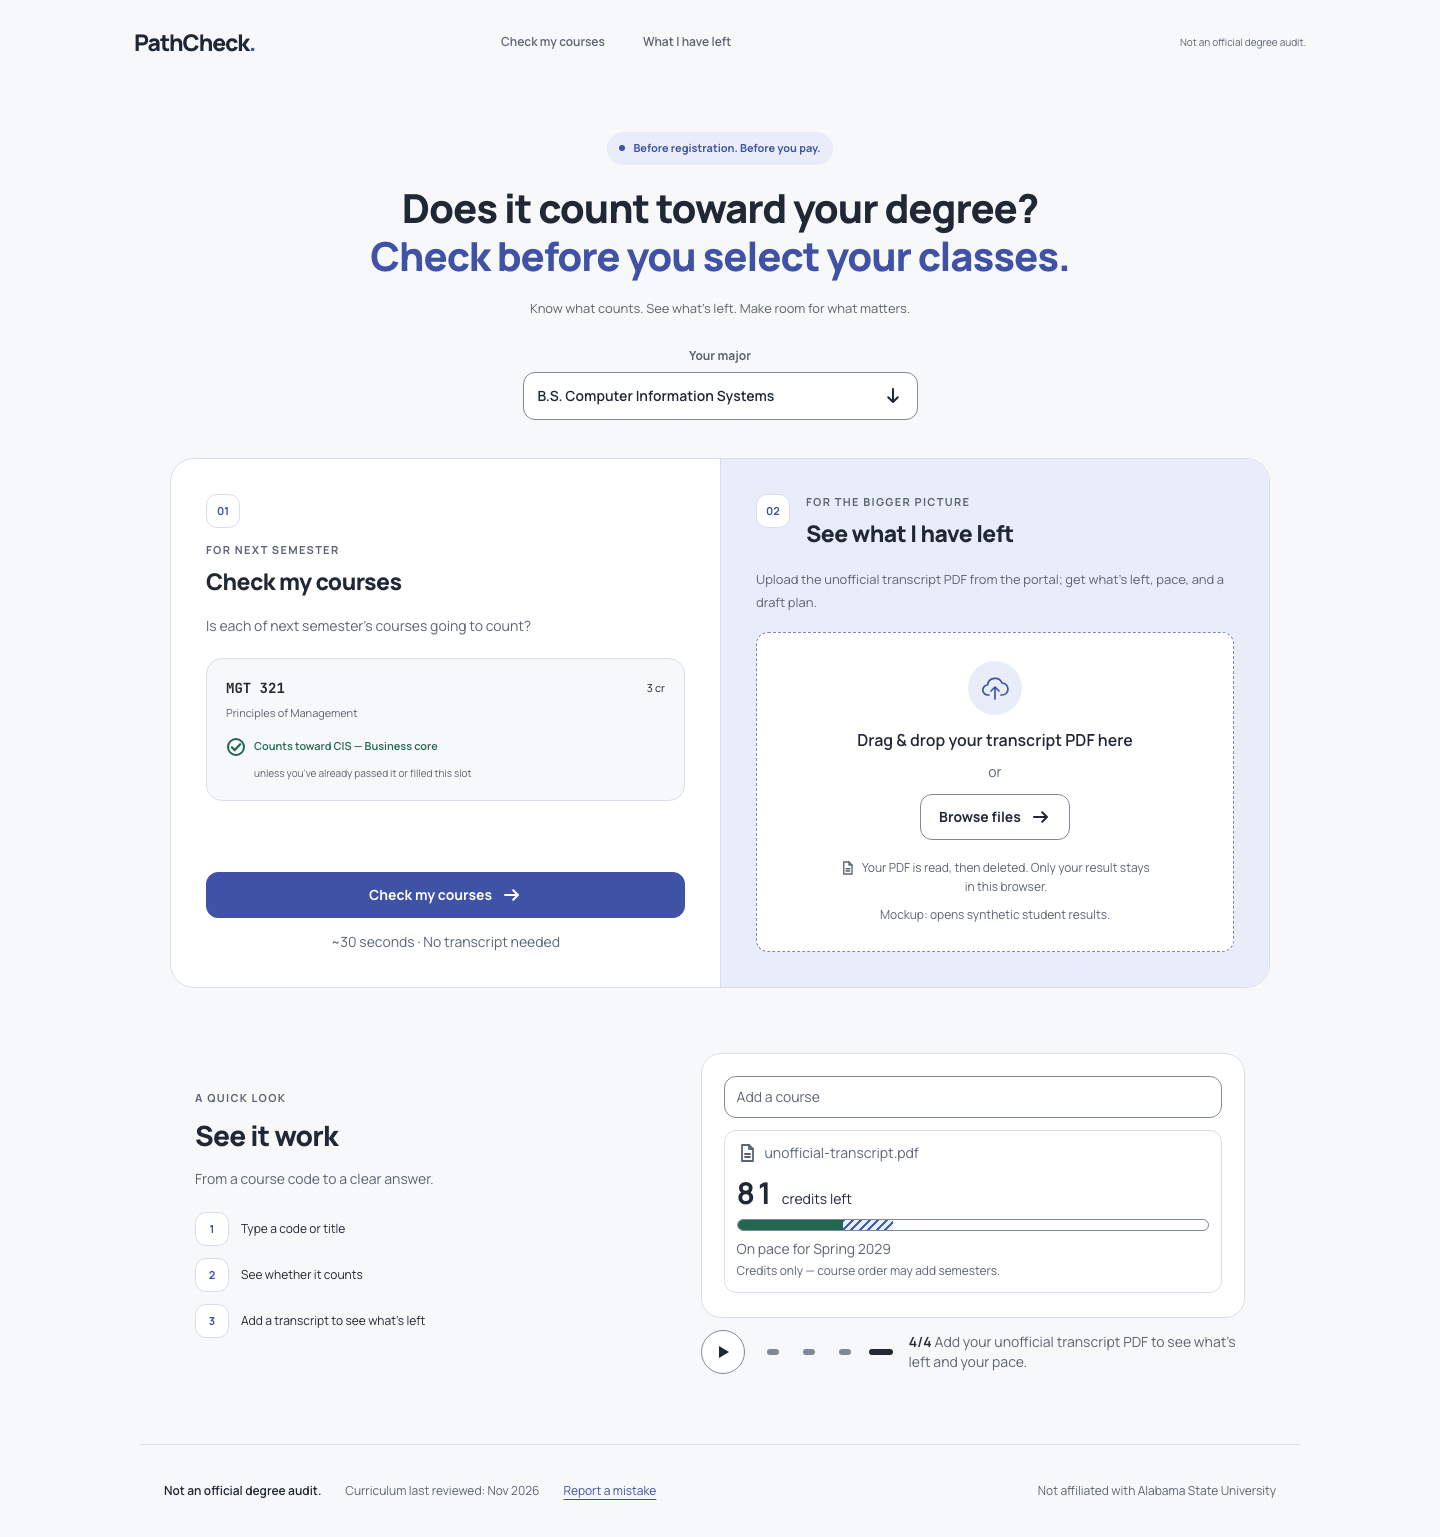 PathCheck.
Check my courses
What I have left
Not an official degree audit.
Before registration. Before you pay.
Does it count toward your degree?
Check before you select your classes.
Know what counts. See what's left. Make room for what matters.
Your major
B.S. Computer Information Systems
01
FOR NEXT SEMESTER
Check my courses
Is each of next semester's courses going to count?
MGT 321
3 cr
Principles of Management
Counts toward CIS — Business core
unless you've already passed it or filled this slot
Check my courses
~30 seconds · No transcript needed
02
FOR THE BIGGER PICTURE
See what I have left
Upload the unofficial transcript PDF from the portal; get what's left, pace, and a
draft plan.
Drag & drop your transcript PDF here
or
Browse files
Your PDF is read, then deleted. Only your result stays
in this browser.
Mockup: opens synthetic student results.
A QUICK LOOK
See it work
From a course code to a clear answer.
1
Type a code or title
2
See whether it counts
3
Add a transcript to see what's left
Add a course
unofficial-transcript.pdf
81 credits left
On pace for Spring 2029
Credits only — course order may add semesters.
4/4 Add your unofficial transcript PDF to see what's
left and your pace.
Not an official degree audit.
Curriculum last reviewed: Nov 2026
Report a mistake
Not affiliated with Alabama State University